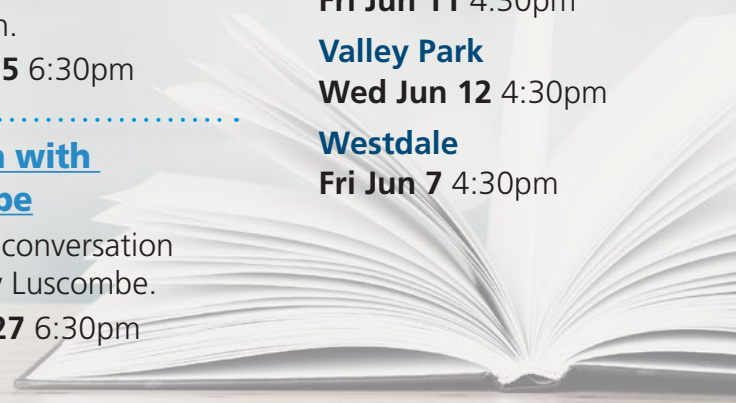 n.
5 6:30pm
with
be
conversation
Luscombe.
27 6:30pm
Fri Jun 11 4:30pm
Valley Park
Wed Jun 12 4:30pm
Westdale
Fri Jun 7 4:30pm